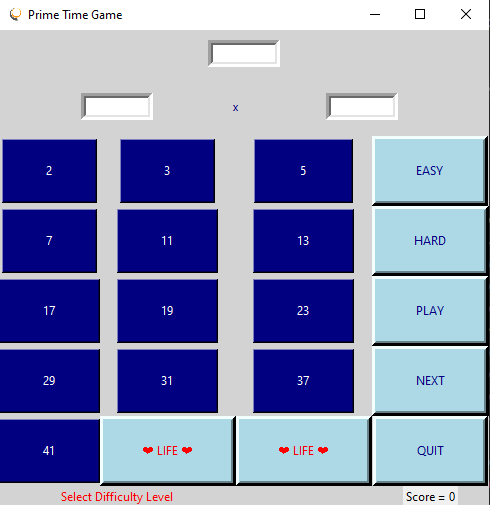 Prime Time Game
x
2 3 5 EASY
7 11 13 HARD
17 19 23 PLAY
29 31 37 NEXT
41 ❤ LIFE ❤ ❤ LIFE ❤ QUIT
Select Difficulty Level Score = 0